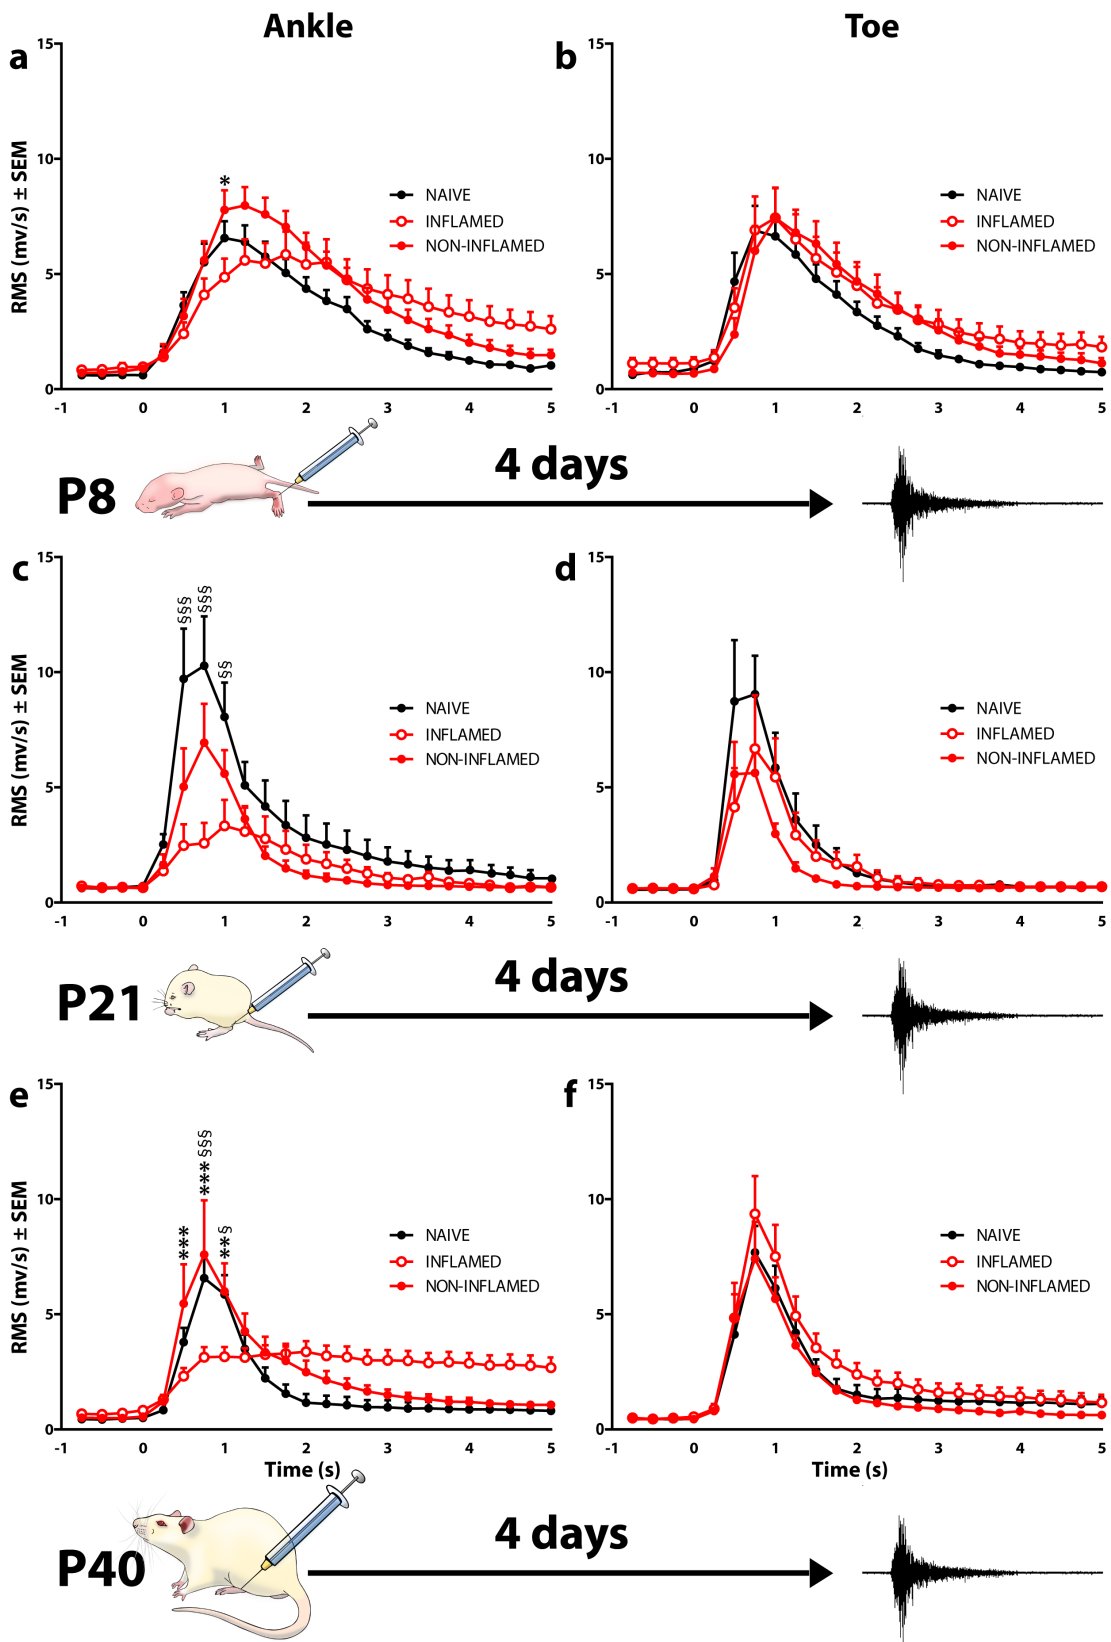 Ankle
Toe
a
15
10
5
0
-1 0 1 2 3 4 5
RMS (mv/s) ± SEM
*
NAIVE
INFLAMED
NON-INFLAMED
b
15
10
5
0
-1 0 1 2 3 4 5
NAIVE
INFLAMED
NON-INFLAMED
P8
4 days
c
15
10
5
0
-1 0 1 2 3 4 5
RMS (mv/s) ± SEM
§§§
§§§
§§
NAIVE
INFLAMED
NON-INFLAMED
d
15
10
5
0
-1 0 1 2 3 4 5
NAIVE
INFLAMED
NON-INFLAMED
P21
4 days
e
15
10
5
0
-1 0 1 2 3 4 5
RMS (mv/s) ± SEM
Time (s)
***
***§§§
**§
NAIVE
INFLAMED
NON-INFLAMED
f
15
10
5
0
-1 0 1 2 3 4 5
Time (s)
NAIVE
INFLAMED
NON-INFLAMED
P40
4 days